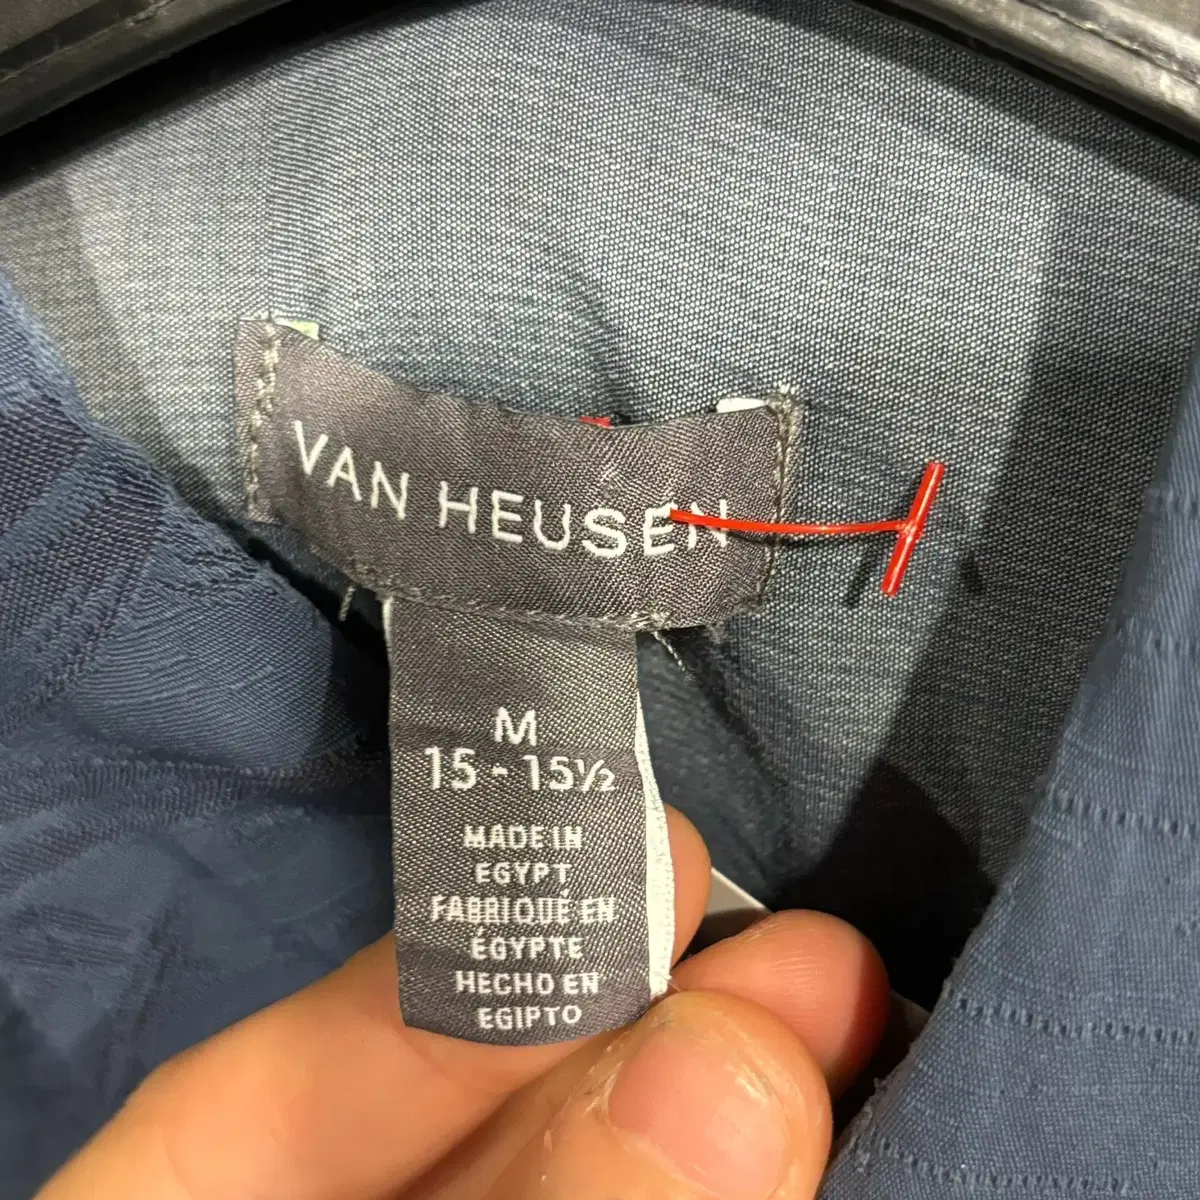 VAN HEUSEN
M
15 - 15½
MADE IN
EGYPT
FABRIQUÉ EN
ÉGYPTE
HECHO EN
EGIPTO